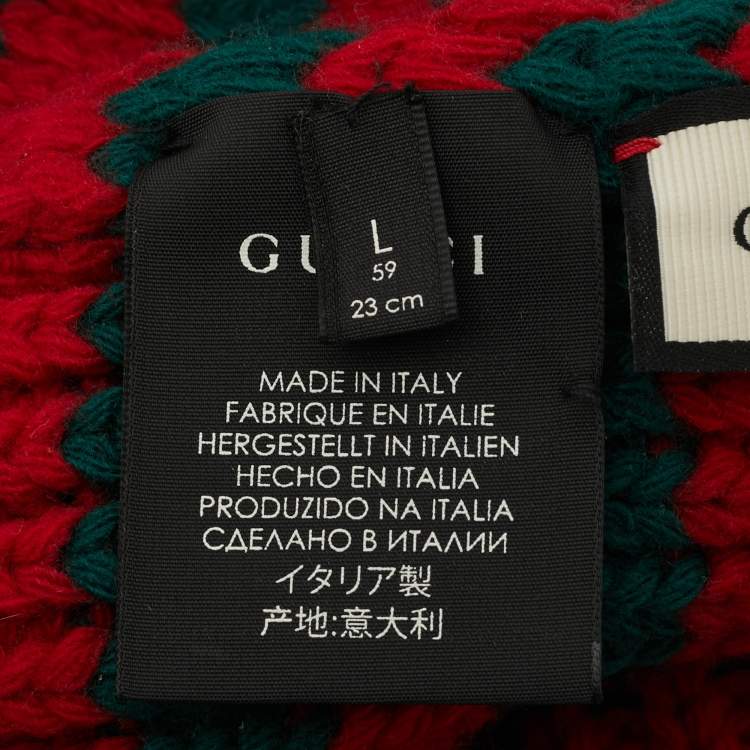 L
59
23 cm
MADE IN ITALY
FABRIQUE EN ITALIE
HERGESTELLT IN ITALIEN
HECHO EN ITALIA
PRODUZIDO NA ITALIA
СДЕЛАНО В ИТАЛИИ
イタリア製
产地:意大利